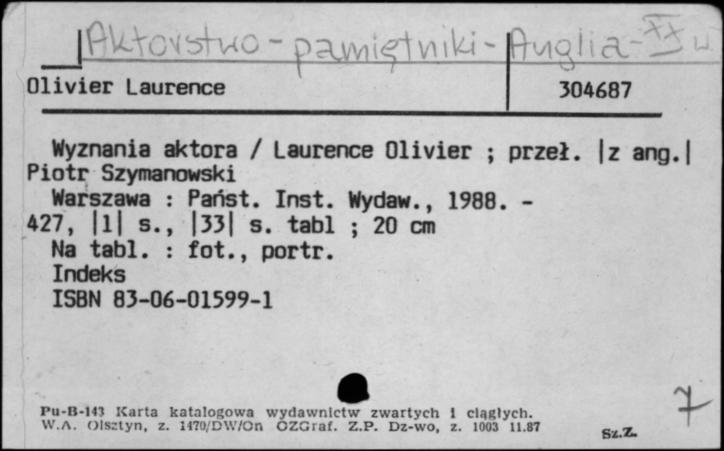 Aktorstwo - pamiętniki - Anglia - XX w
Olivier Laurence 304687
Wyznania aktora / Laurence Olivier ; przeł. |z ang.|
Piotr Szymanowski
Warszawa : Państ. Inst. Wydaw., 1988. -
427, |1| s., |33| s. tabl ; 20 cm
Na tabl. : fot., portr.
Indeks
ISBN 83-06-01599-1
7
Pu-B-143 Karta katalogowa wydawnictw zwartych i ciągłych.
W.A. Olsztyn, z. 1470/DW/On OZGraf. Z.P. Dz-wo, z. 1003 11.87
Sz.Z.